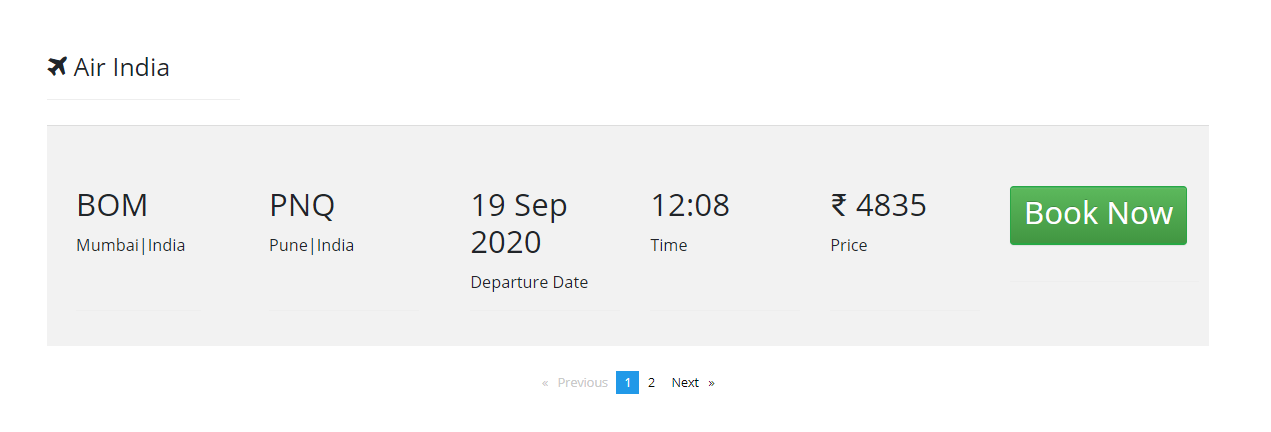 Air India
BOM
Mumbai|India
PNQ
Pune|India
19 Sep
2020
Departure Date
12:08
Time
₹ 4835
Price
Book Now
« Previous 1 2 Next »